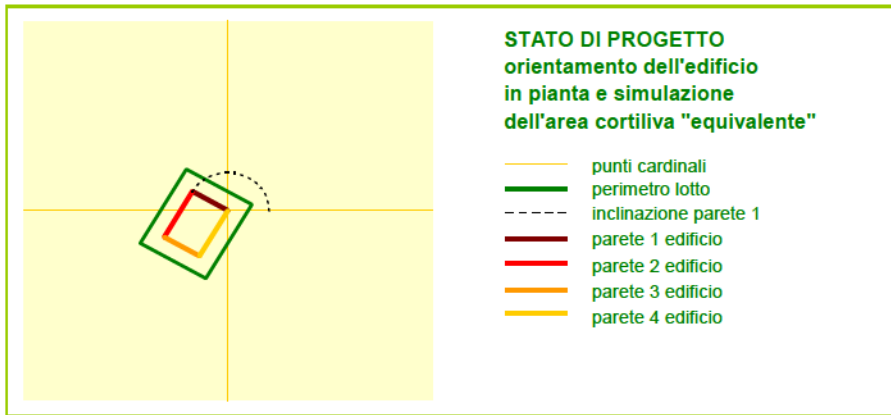 STATO DI PROGETTO
orientamento dell'edificio
in pianta e simulazione
dell'area cortiliva "equivalente"
punti cardinali
perimetro lotto
inclinazione parete 1
parete 1 edificio
parete 2 edificio
parete 3 edificio
parete 4 edificio